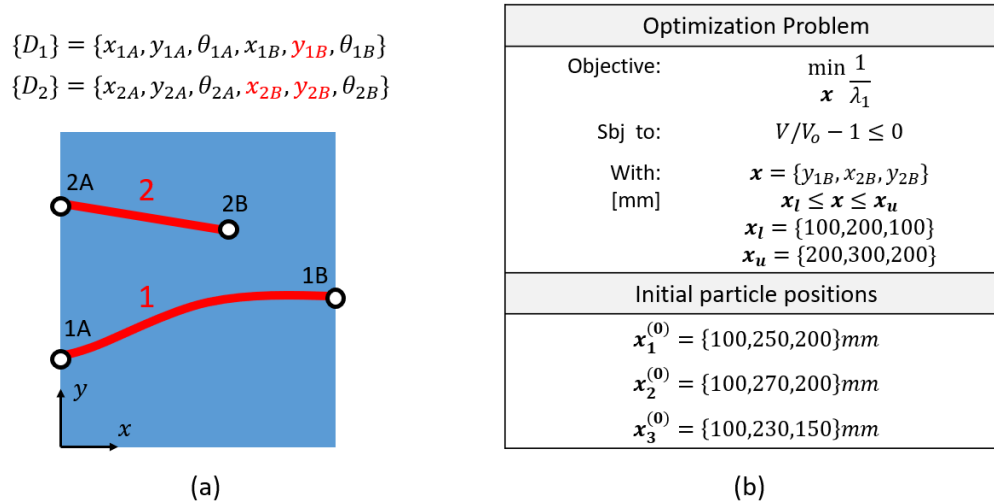 {D₁} = {x₁A, y₁A, θ₁A, x₁B, y₁B, θ₁B}
{D₂} = {x₂A, y₂A, θ₂A, x₂B, y₂B, θ₂B}
2A
2
2B
1B
1
1A
y
x
(a)
Optimization Problem
Objective: min 1
x λ₁
Sbj to: V/Vₒ − 1 ≤ 0
With: x = {y₁B, x₂B, y₂B}
[mm] xₗ ≤ x ≤ xᵤ
xₗ = {100,200,100}
xᵤ = {200,300,200}
Initial particle positions
x₁⁽⁰⁾ = {100,250,200}mm
x₂⁽⁰⁾ = {100,270,200}mm
x₃⁽⁰⁾ = {100,230,150}mm
(b)